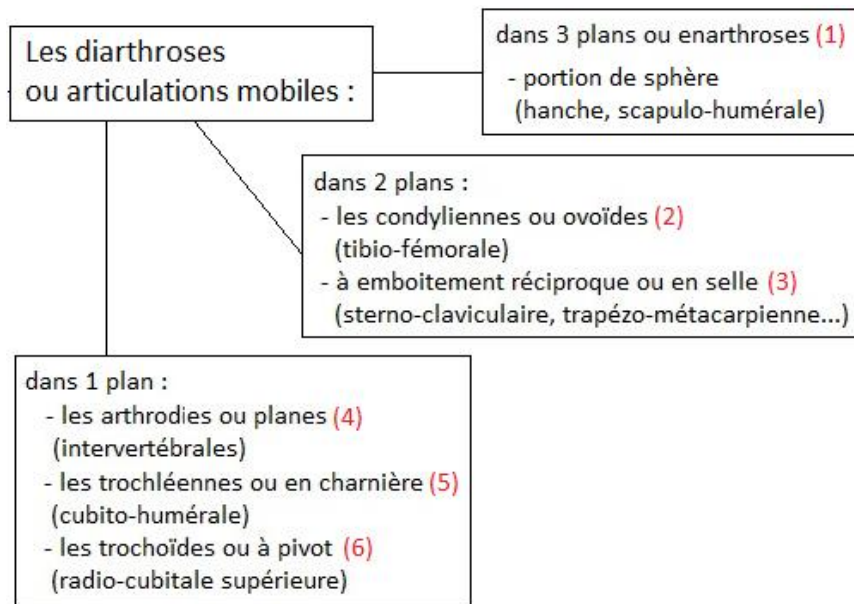 Les diarthroses
ou articulations mobiles :
dans 3 plans ou enarthroses (1)
- portion de sphère
(hanche, scapulo-humérale)
dans 2 plans :
- les condyliennes ou ovoïdes (2)
(tibio-fémorale)
- à emboitement réciproque ou en selle (3)
(sterno-claviculaire, trapézo-métacarpienne...)
dans 1 plan :
- les arthrodies ou planes (4)
(intervertébrales)
- les trochléennes ou en charnière (5)
(cubito-humérale)
- les trochoïdes ou à pivot (6)
(radio-cubitale supérieure)